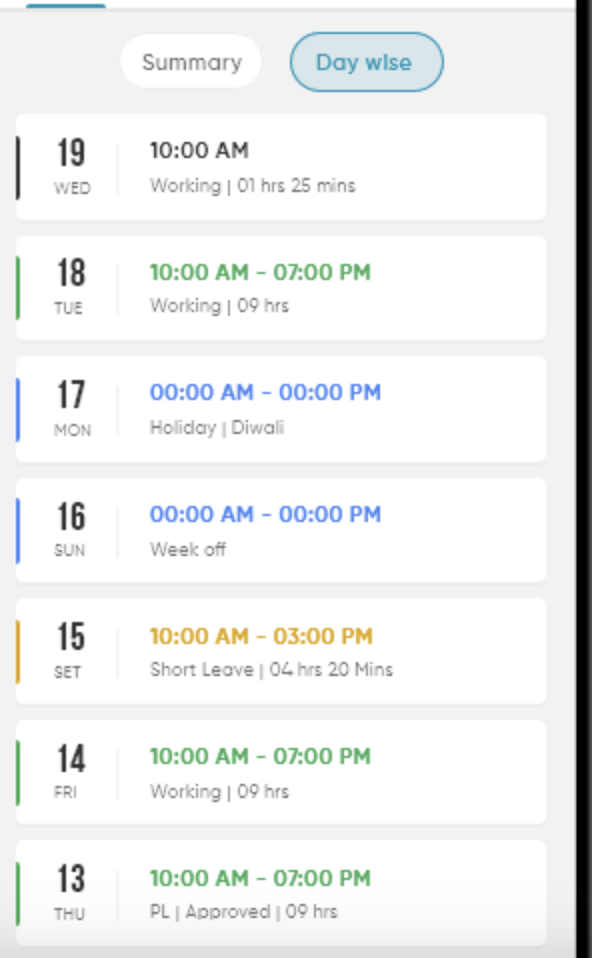 Summary
Day wise
19
WED
10:00 AM
Working | 01 hrs 25 mins
18
TUE
10:00 AM - 07:00 PM
Working | 09 hrs
17
MON
00:00 AM - 00:00 PM
Holiday | Diwali
16
SUN
00:00 AM - 00:00 PM
Week off
15
SET
10:00 AM - 03:00 PM
Short Leave | 04 hrs 20 Mins
14
FRI
10:00 AM - 07:00 PM
Working | 09 hrs
13
THU
10:00 AM - 07:00 PM
PL | Approved | 09 hrs